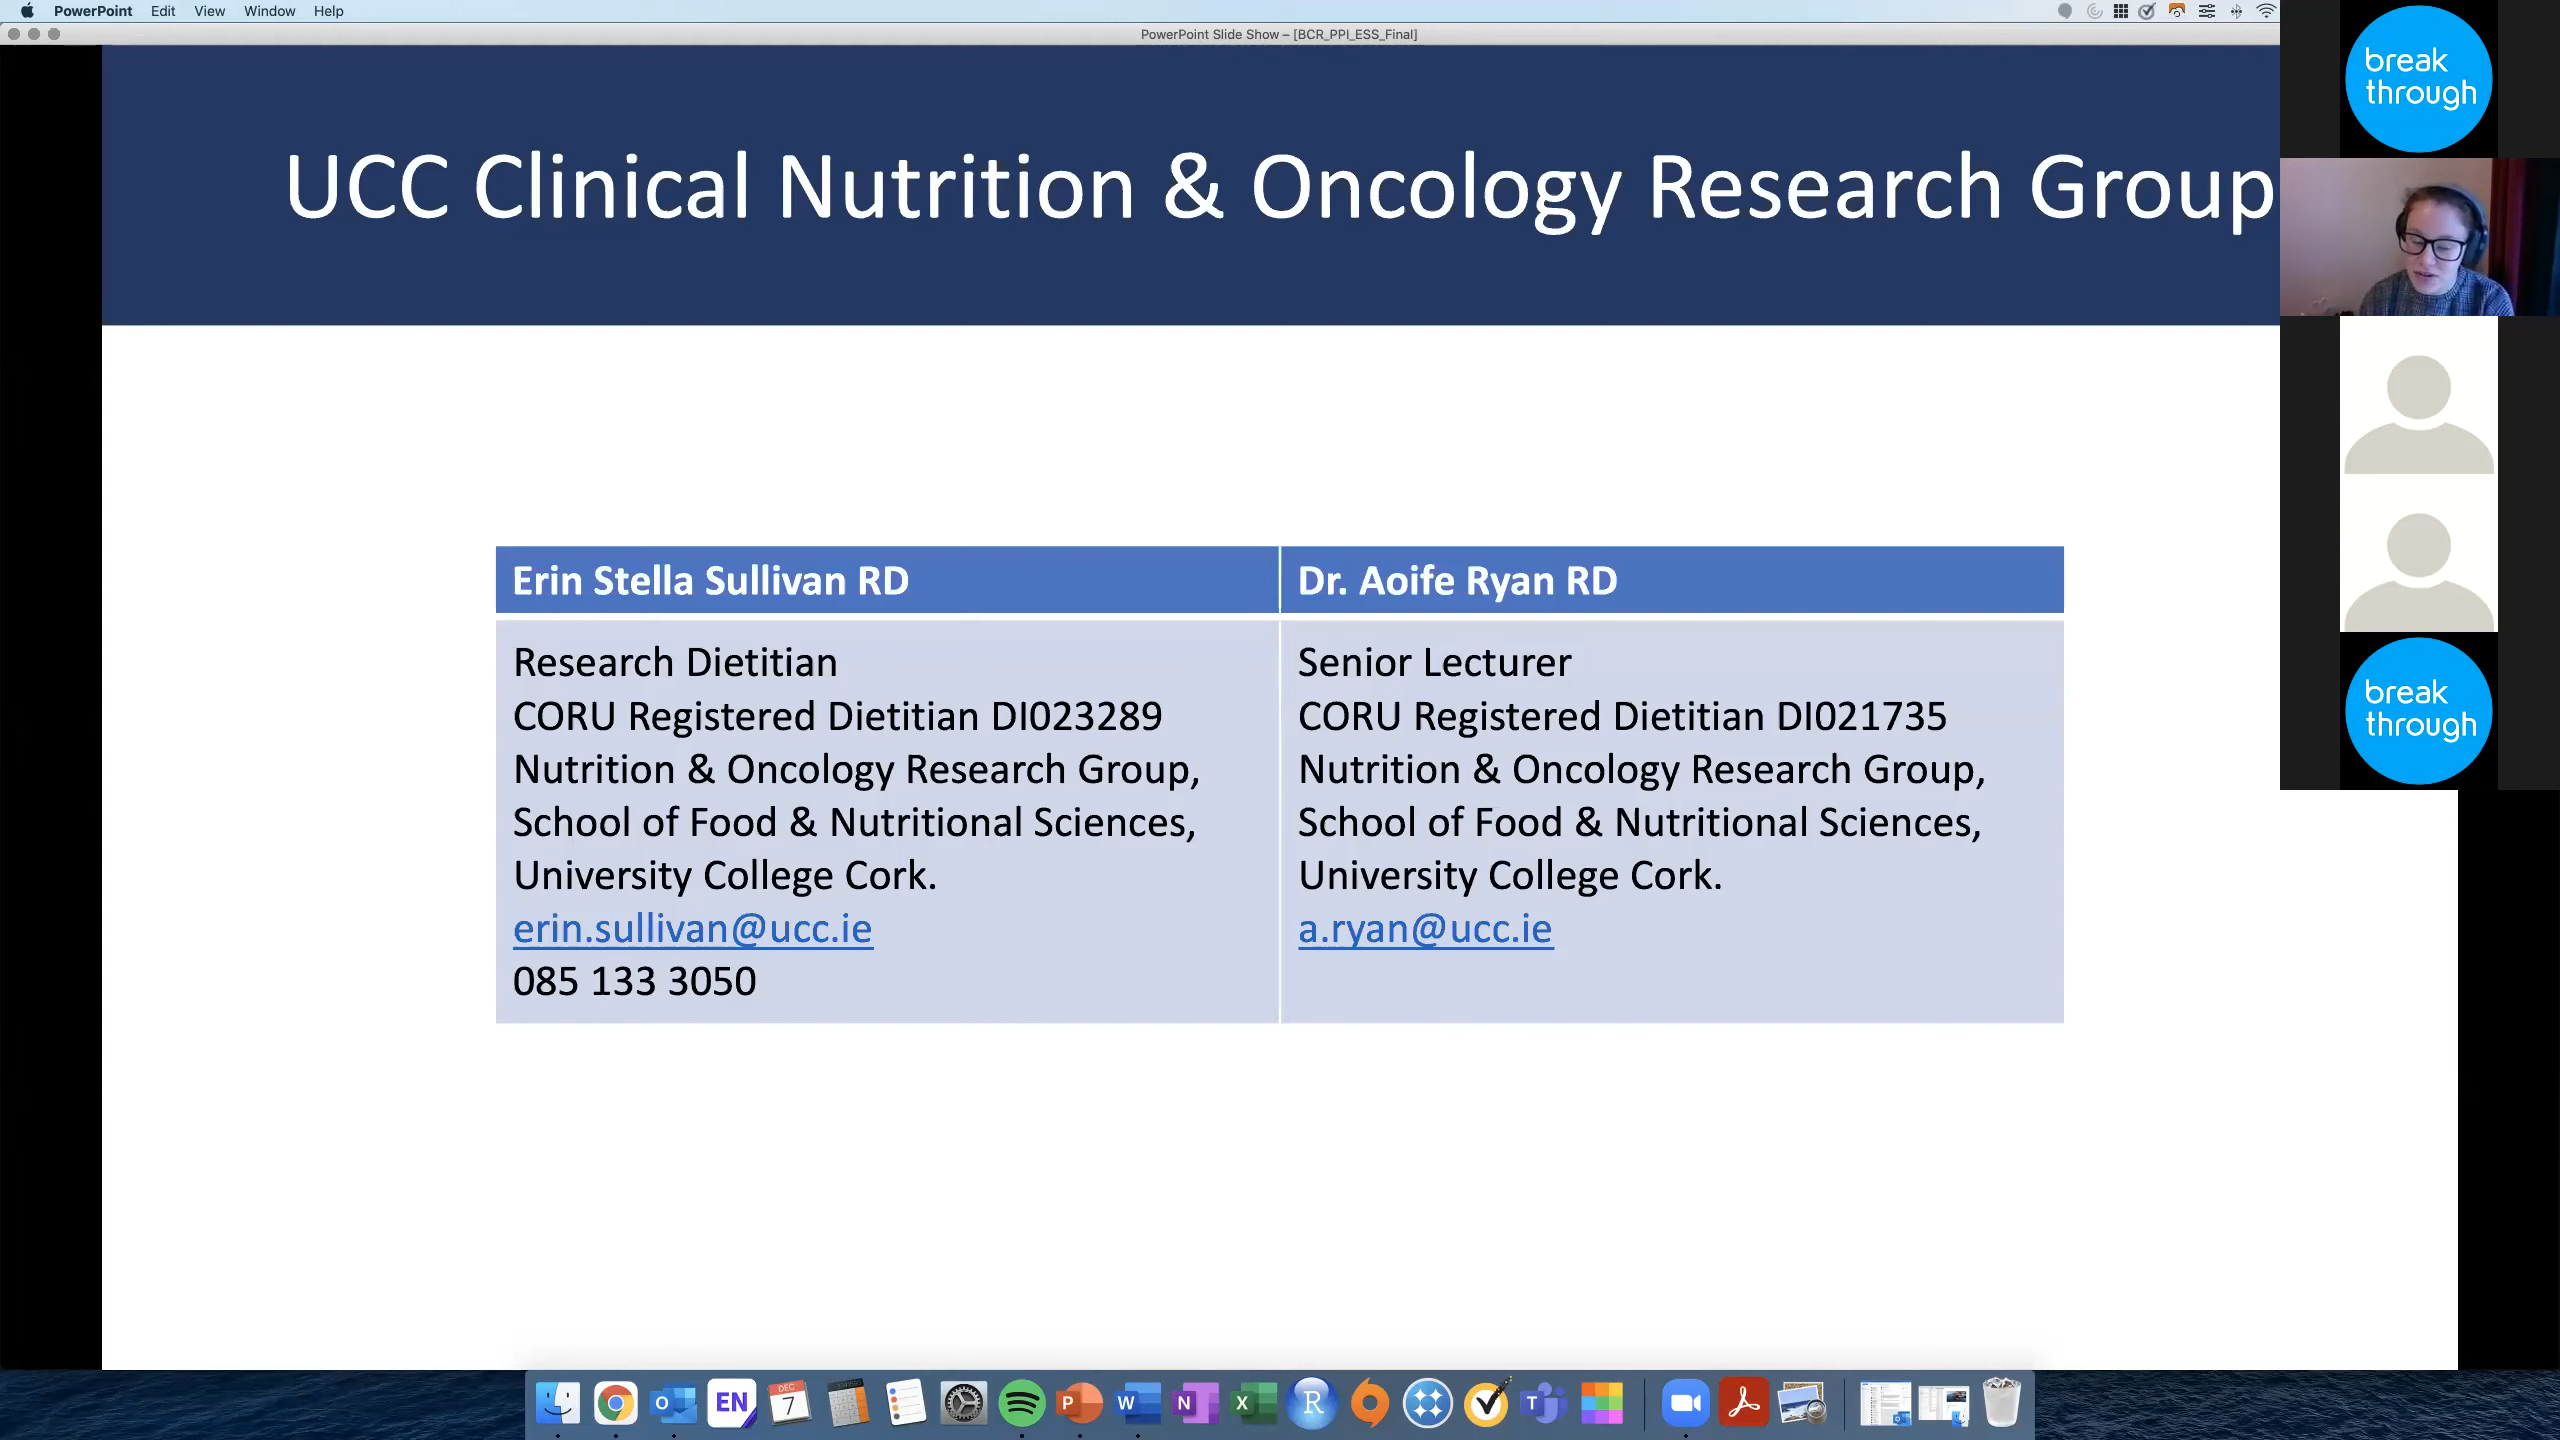 PowerPoint Edit View Window Help
PowerPoint Slide Show – [BCR_PPI_ESS_Final]
UCC Clinical Nutrition & Oncology Research Group
break
through
Erin Stella Sullivan RD
Research Dietitian
CORU Registered Dietitian DI023289
Nutrition & Oncology Research Group,
School of Food & Nutritional Sciences,
University College Cork.
erin.sullivan@ucc.ie
085 133 3050
Dr. Aoife Ryan RD
Senior Lecturer
CORU Registered Dietitian DI021735
Nutrition & Oncology Research Group,
School of Food & Nutritional Sciences,
University College Cork.
a.ryan@ucc.ie
break
through
EN
DEC
7
P
W
N
X
R
T